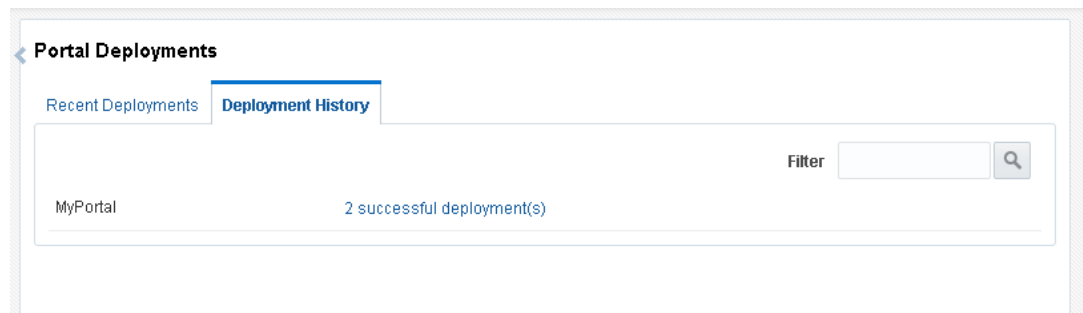 Portal Deployments
Recent Deployments Deployment History
Filter
MyPortal 2 successful deployment(s)